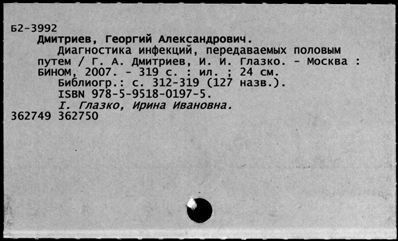 Б2-3992
Дмитриев, Георгий Александрович.
Диагностика инфекций, передаваемых половым
путем / Г. А. Дмитриев, И. И. Глазко. - Москва :
БИНОМ, 2007. - 319 с. : ил. ; 24 см.
Библиогр.: с. 312-319 (127 назв.).
ISBN 978-5-9518-0197-5.
I. Глазко, Ирина Ивановна.
362749 362750